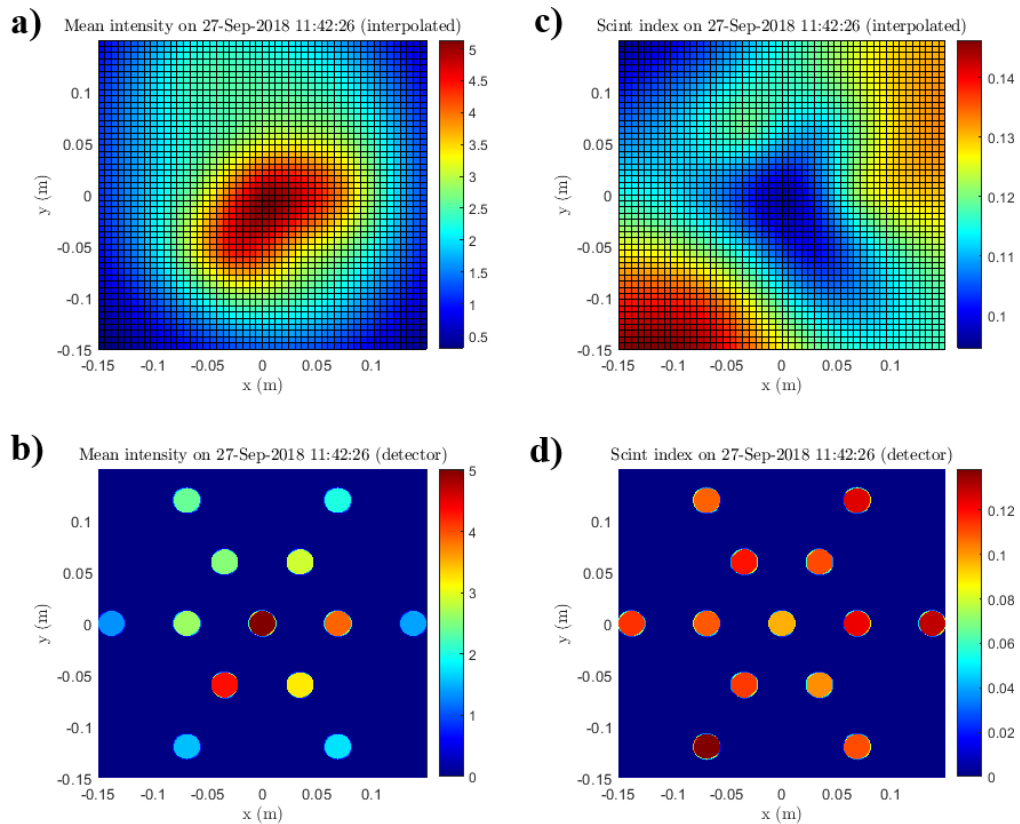 a)
Mean intensity on 27-Sep-2018 11:42:26 (interpolated)
y (m)
0.1
0.05
0
-0.05
-0.1
-0.15
-0.15 -0.1 -0.05 0 0.05 0.1
x (m)
5
4.5
4
3.5
3
2.5
2
1.5
1
0.5
c)
Scint index on 27-Sep-2018 11:42:26 (interpolated)
y (m)
0.1
0.05
0
-0.05
-0.1
-0.15
-0.15 -0.1 -0.05 0 0.05 0.1
x (m)
0.14
0.13
0.12
0.11
0.1
b)
Mean intensity on 27-Sep-2018 11:42:26 (detector)
y (m)
0.1
0.05
0
-0.05
-0.1
-0.15
-0.15 -0.1 -0.05 0 0.05 0.1
x (m)
5
4
3
2
1
0
d)
Scint index on 27-Sep-2018 11:42:26 (detector)
y (m)
0.1
0.05
0
-0.05
-0.1
-0.15
-0.15 -0.1 -0.05 0 0.05 0.1
x (m)
0.12
0.1
0.08
0.06
0.04
0.02
0